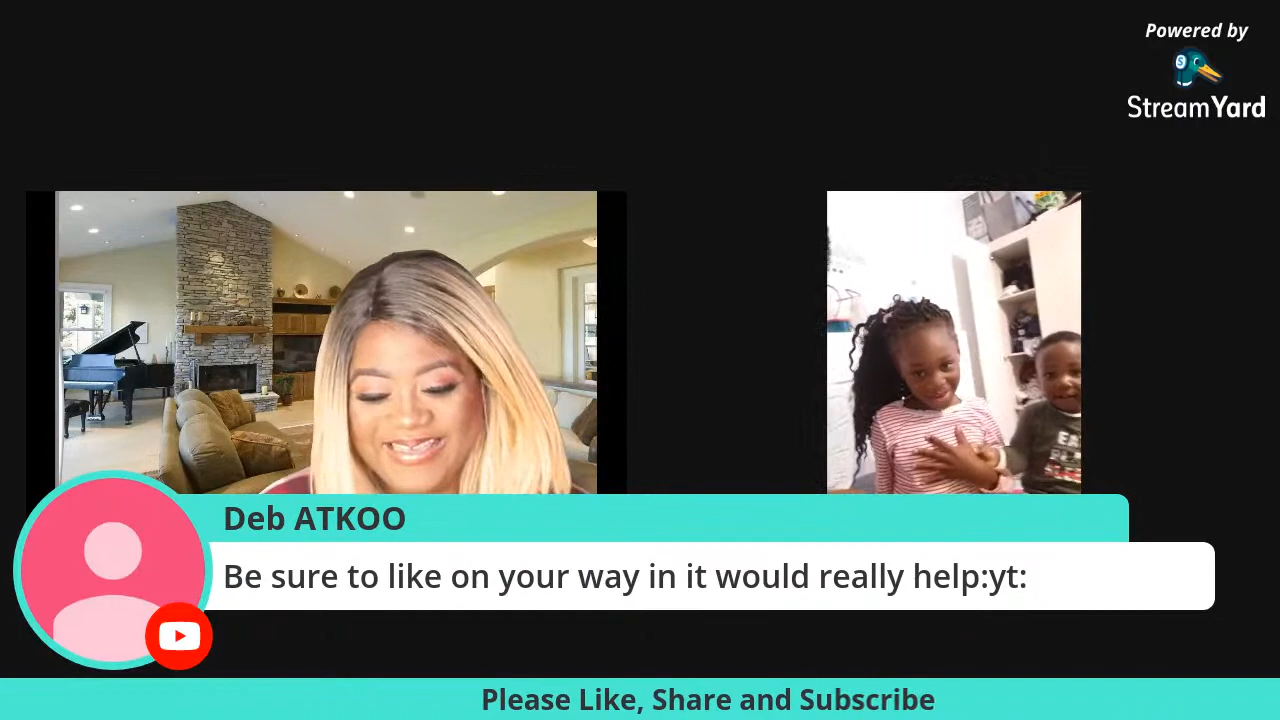 Powered by
StreamYard
Deb ATKOO
Be sure to like on your way in it would really help:yt:
Please Like, Share and Subscribe